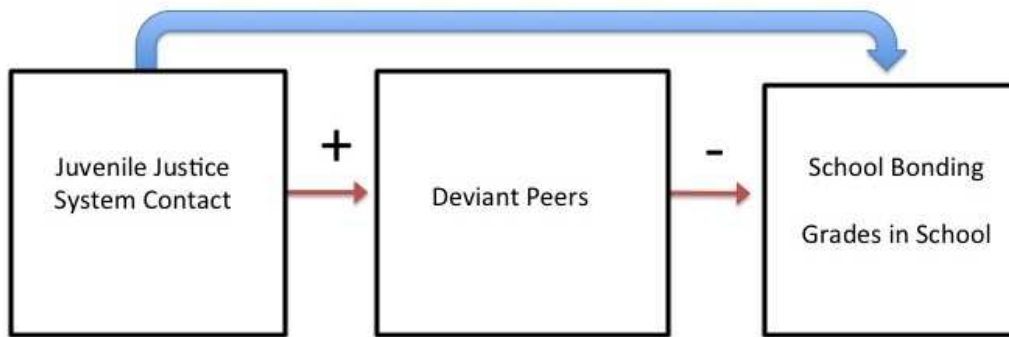 Juvenile Justice
System Contact
+
Deviant Peers
-
School Bonding
Grades in School